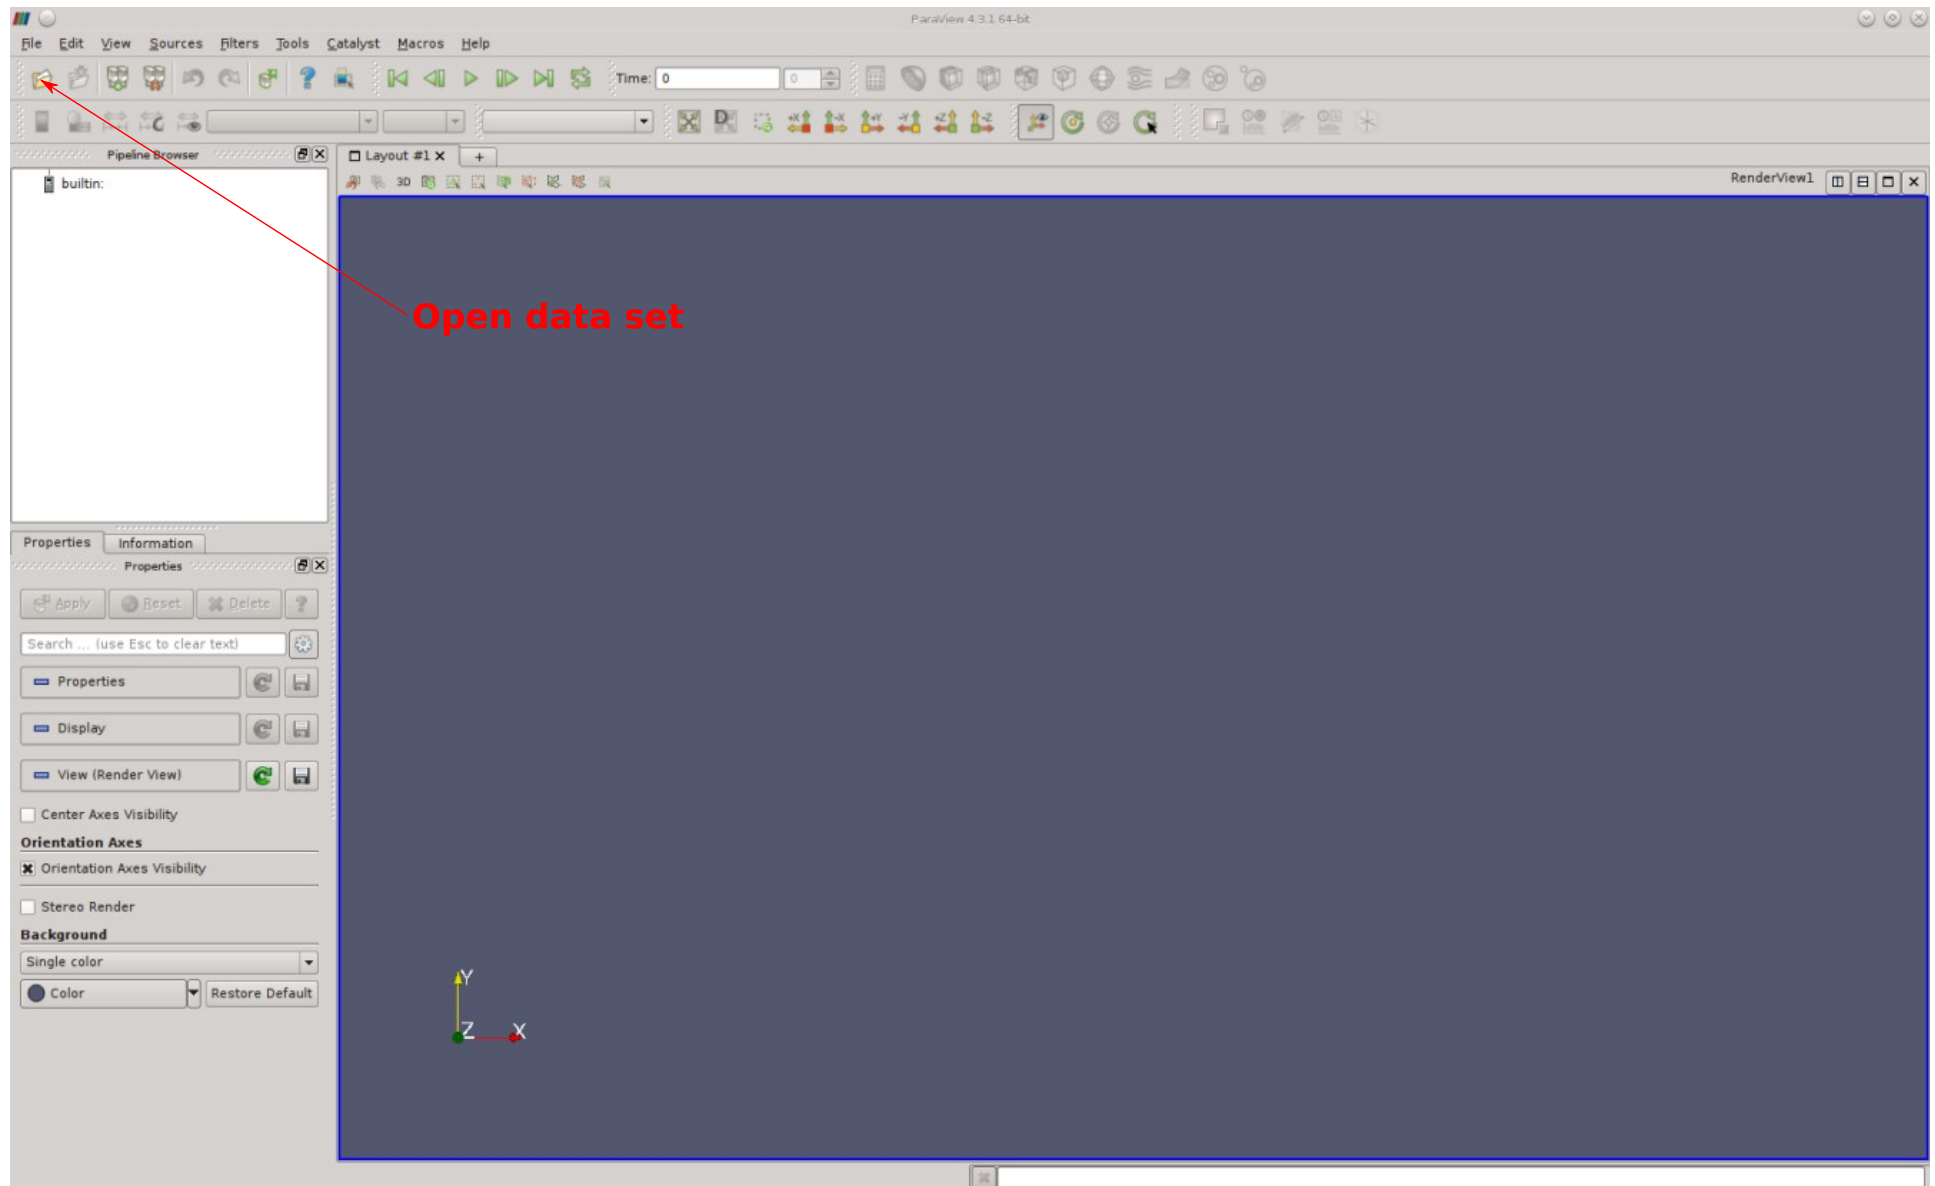 ParaView 4.3.1 64-bit
File Edit View Sources Filters Tools Catalyst Macros Help
Time: 0 0
Pipeline Browser
Layout #1
+
builtin:
3D
RenderView1
Open data set
Properties Information
Properties
Apply Reset Delete ?
Search ... (use Esc to clear text)
Properties
Display
View (Render View)
Center Axes Visibility
Orientation Axes
Orientation Axes Visibility
Stereo Render
Background
Single color
Color Restore Default
Y
Z X